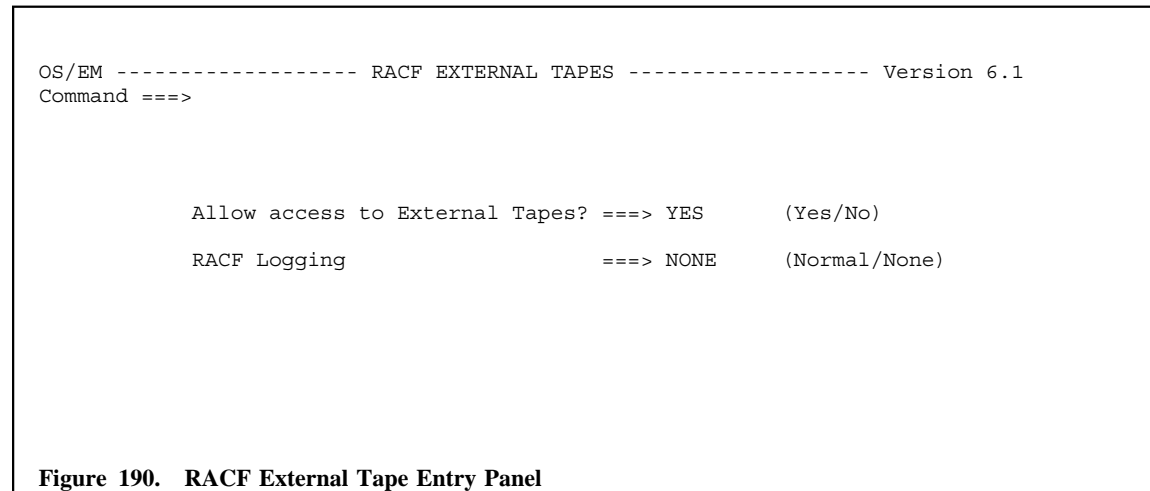 OS/EM ------------------- RACF EXTERNAL TAPES ------------------- Version 6.1
Command ===>
Allow access to External Tapes? ===> YES (Yes/No)
RACF Logging ===> NONE (Normal/None)
Figure 190. RACF External Tape Entry Panel